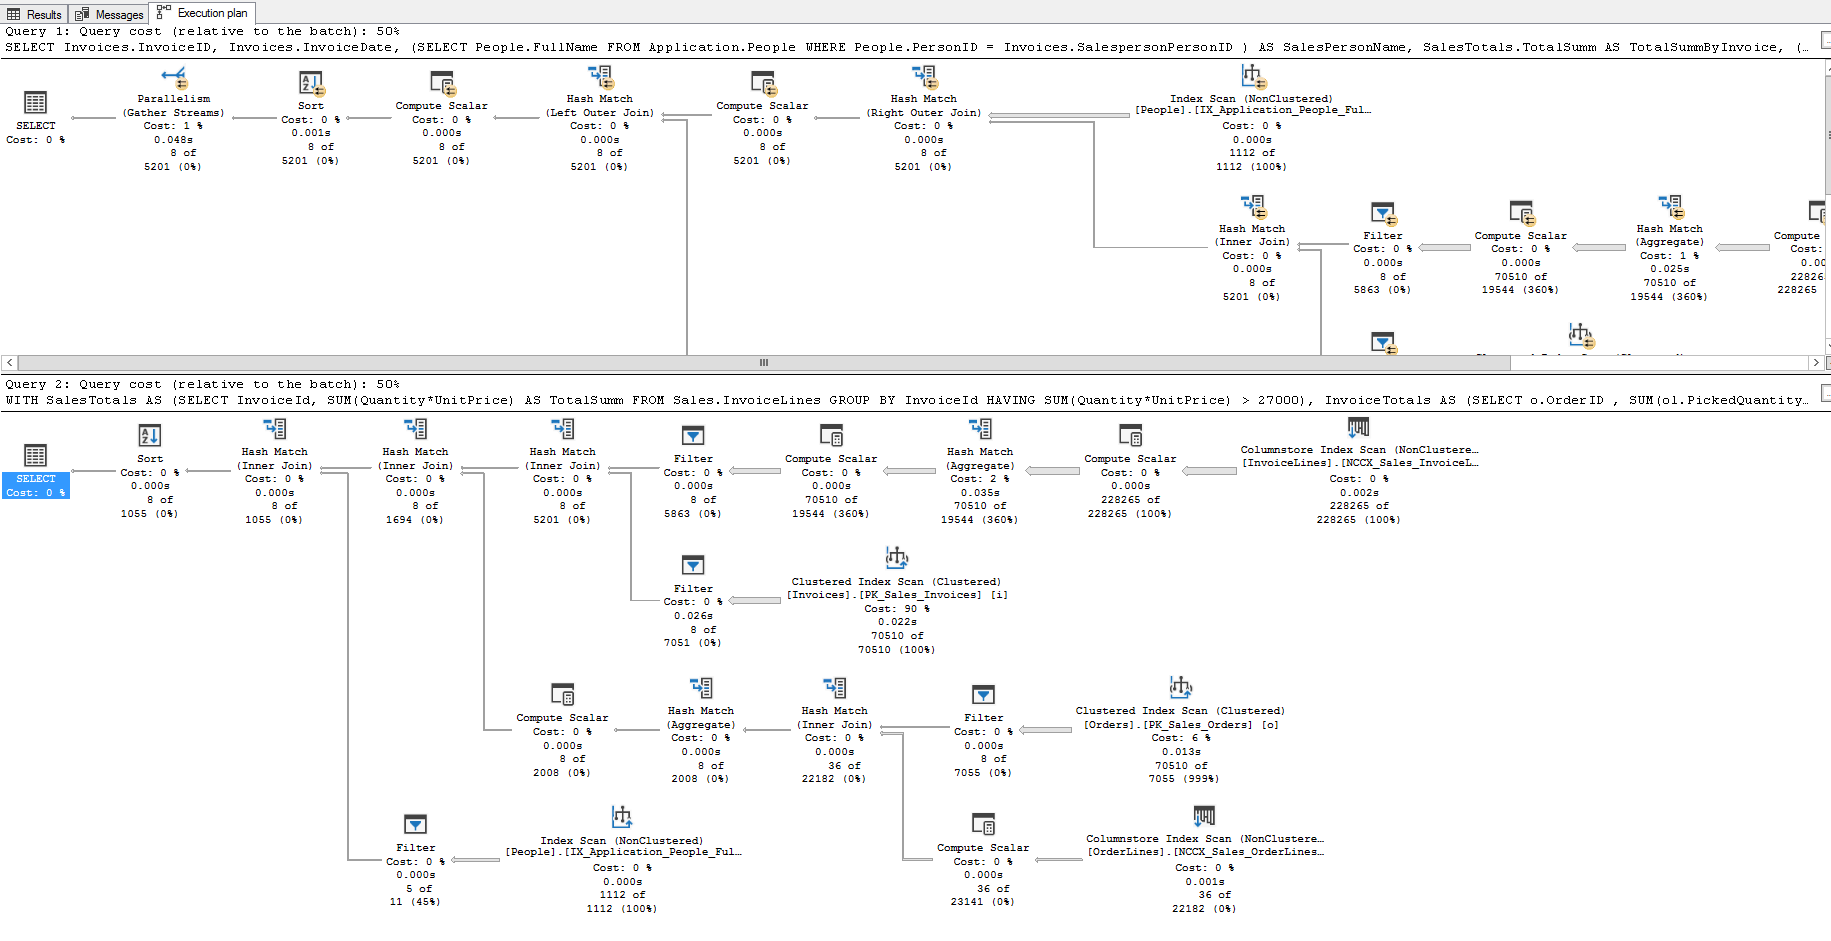 Results
Messages
Execution plan
Query 1: Query cost (relative to the batch): 50%
SELECT Invoices.InvoiceID, Invoices.InvoiceDate, (SELECT People.FullName FROM Application.People WHERE People.PersonID = Invoices.SalespersonPersonID ) AS SalesPersonName, SalesTotals.TotalSumm AS TotalSummByInvoice, (…
SELECT
Cost: 0 %
Parallelism
(Gather Streams)
Cost: 1 %
0.048s
8 of
5201 (0%)
Sort
Cost: 0 %
0.001s
8 of
5201 (0%)
Compute Scalar
Cost: 0 %
0.000s
8 of
5201 (0%)
Hash Match
(Left Outer Join)
Cost: 0 %
0.000s
8 of
5201 (0%)
Compute Scalar
Cost: 0 %
0.000s
8 of
5201 (0%)
Hash Match
(Right Outer Join)
Cost: 0 %
0.000s
8 of
5201 (0%)
Index Scan (NonClustered)
[People].[IX_Application_People_Ful…
Cost: 0 %
0.000s
1112 of
1112 (100%)
Hash Match
(Inner Join)
Cost: 0 %
0.000s
8 of
5201 (0%)
Filter
Cost: 0 %
0.000s
8 of
5863 (0%)
Compute Scalar
Cost: 0 %
0.000s
70510 of
19544 (360%)
Hash Match
(Aggregate)
Cost: 1 %
0.025s
70510 of
19544 (360%)
Compute
Cost:
0.00
22826
228265
Query 2: Query cost (relative to the batch): 50%
WITH SalesTotals AS (SELECT InvoiceId, SUM(Quantity*UnitPrice) AS TotalSumm FROM Sales.InvoiceLines GROUP BY InvoiceId HAVING SUM(Quantity*UnitPrice) > 27000), InvoiceTotals AS (SELECT o.OrderID , SUM(ol.PickedQuantity…
SELECT
Cost: 0 %
Sort
Cost: 0 %
0.000s
8 of
1055 (0%)
Hash Match
(Inner Join)
Cost: 0 %
0.000s
8 of
1055 (0%)
Hash Match
(Inner Join)
Cost: 0 %
0.000s
8 of
1694 (0%)
Hash Match
(Inner Join)
Cost: 0 %
0.000s
8 of
5201 (0%)
Filter
Cost: 0 %
0.000s
8 of
5863 (0%)
Compute Scalar
Cost: 0 %
0.000s
70510 of
19544 (360%)
Hash Match
(Aggregate)
Cost: 2 %
0.035s
70510 of
19544 (360%)
Compute Scalar
Cost: 0 %
0.000s
228265 of
228265 (100%)
Columnstore Index Scan (NonClustere…
[InvoiceLines].[NCCX_Sales_InvoiceL…
Cost: 0 %
0.002s
228265 of
228265 (100%)
Filter
Cost: 0 %
0.026s
8 of
7051 (0%)
Clustered Index Scan (Clustered)
[Invoices].[PK_Sales_Invoices] [i]
Cost: 90 %
0.022s
70510 of
70510 (100%)
Compute Scalar
Cost: 0 %
0.000s
8 of
2008 (0%)
Hash Match
(Aggregate)
Cost: 0 %
0.000s
8 of
2008 (0%)
Hash Match
(Inner Join)
Cost: 0 %
0.000s
36 of
22182 (0%)
Filter
Cost: 0 %
0.000s
8 of
7055 (0%)
Clustered Index Scan (Clustered)
[Orders].[PK_Sales_Orders] [o]
Cost: 6 %
0.013s
70510 of
7055 (999%)
Filter
Cost: 0 %
0.000s
5 of
11 (45%)
Index Scan (NonClustered)
[People].[IX_Application_People_Ful…
Cost: 0 %
0.000s
1112 of
1112 (100%)
Compute Scalar
Cost: 0 %
0.000s
36 of
23141 (0%)
Columnstore Index Scan (NonClustere…
[OrderLines].[NCCX_Sales_OrderLines…
Cost: 0 %
0.001s
36 of
22182 (0%)